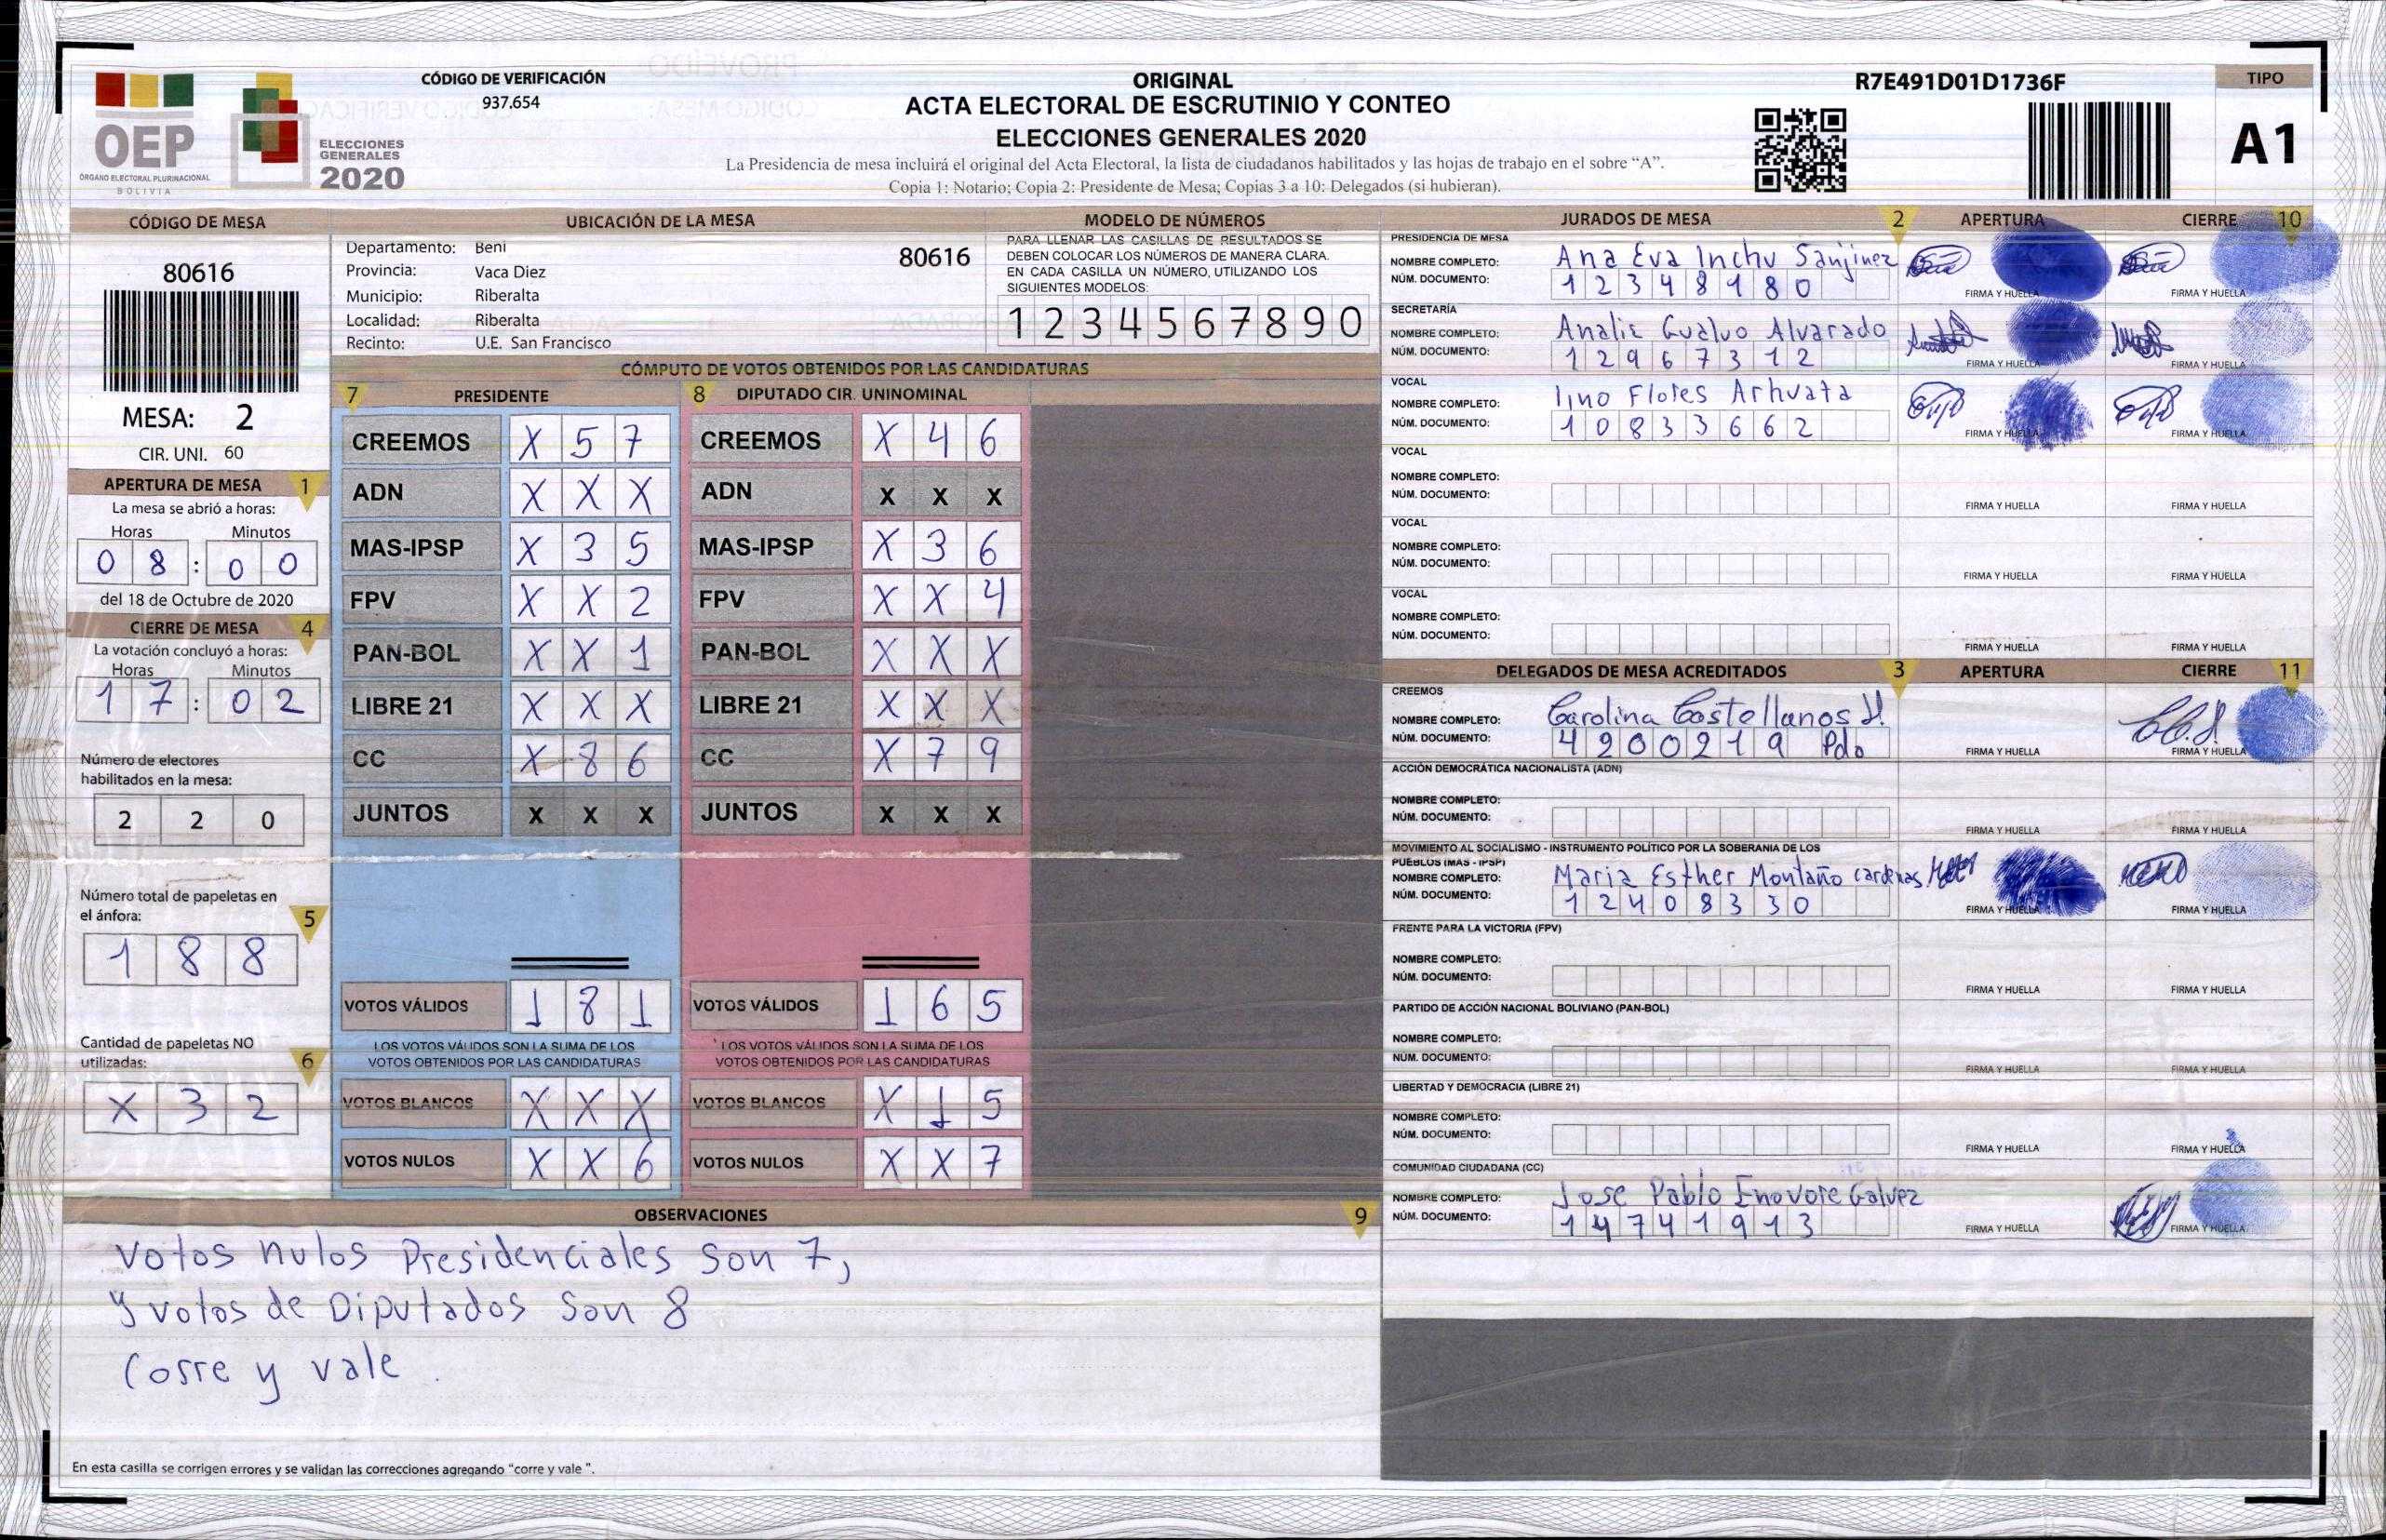 CÓDIGO DE VERIFICACIÓN
937.654
ORIGINAL
ACTA ELECTORAL DE ESCRUTINIO Y CONTEO
ELECCIONES GENERALES 2020
La Presidencia de mesa incluirá el original del Acta Electoral, la lista de ciudadanos habilitados y las hojas de trabajo en el sobre “A”.
Copia 1: Notario; Copia 2: Presidente de Mesa; Copias 3 a 10: Delegados (si hubieran).
R7E491D01D1736F
TIPO
A1
OEP
ÓRGANO ELECTORAL PLURINACIONAL
BOLIVIA
ELECCIONES
GENERALES
2020
CÓDIGO DE MESA
80616
MESA: 2
CIR. UNI. 60
APERTURA DE MESA 1
La mesa se abrió a horas:
Horas Minutos
0 8 : 0 0
del 18 de Octubre de 2020
CIERRE DE MESA 4
La votación concluyó a horas:
Horas Minutos
1 7 : 0 2
Número de electores
habilitados en la mesa:
2 2 0
Número total de papeletas en
el ánfora: 5
1 8 8
Cantidad de papeletas NO
utilizadas: 6
X 3 2
UBICACIÓN DE LA MESA
Departamento: Beni
80616
Provincia: Vaca Diez
Municipio: Riberalta
Localidad: Riberalta
Recinto: U.E. San Francisco
MODELO DE NÚMEROS
PARA LLENAR LAS CASILLAS DE RESULTADOS SE
DEBEN COLOCAR LOS NÚMEROS DE MANERA CLARA.
EN CADA CASILLA UN NÚMERO, UTILIZANDO LOS
SIGUIENTES MODELOS:
1 2 3 4 5 6 7 8 9 0
CÓMPUTO DE VOTOS OBTENIDOS POR LAS CANDIDATURAS
7 PRESIDENTE
CREEMOS X 5 7
ADN X X X
MAS-IPSP X 3 5
FPV X X 2
PAN-BOL X X 1
LIBRE 21 X X X
CC X 8 6
JUNTOS X X X
VOTOS VÁLIDOS 1 8 1
LOS VOTOS VÁLIDOS SON LA SUMA DE LOS
VOTOS OBTENIDOS POR LAS CANDIDATURAS
VOTOS BLANCOS X X X
VOTOS NULOS X X 6
8 DIPUTADO CIR. UNINOMINAL
CREEMOS X 4 6
ADN X X X
MAS-IPSP X 3 6
FPV X X 4
PAN-BOL X X X
LIBRE 21 X X X
CC X 7 9
JUNTOS X X X
VOTOS VÁLIDOS 1 6 5
LOS VOTOS VÁLIDOS SON LA SUMA DE LOS
VOTOS OBTENIDOS POR LAS CANDIDATURAS
VOTOS BLANCOS X 1 5
VOTOS NULOS X X 7
OBSERVACIONES 9
Votos nulos Presidenciales son 7,
y votos de Diputados son 8
Corre y vale.
En esta casilla se corrigen errores y se validan las correcciones agregando “corre y vale ”.
JURADOS DE MESA 2 APERTURA CIERRE 10
PRESIDENCIA DE MESA
NOMBRE COMPLETO: Ana Eva Inchu Sanjinez
NÚM. DOCUMENTO: 1 2 3 4 8 1 8 0
FIRMA Y HUELLA FIRMA Y HUELLA
SECRETARÍA
NOMBRE COMPLETO: Analic Gualuo Alvarado
NÚM. DOCUMENTO: 1 2 9 6 7 3 1 2
FIRMA Y HUELLA FIRMA Y HUELLA
VOCAL
NOMBRE COMPLETO: lino Flores Arhuata
NÚM. DOCUMENTO: 1 0 8 3 3 6 6 2
FIRMA Y HUELLA FIRMA Y HUELLA
VOCAL
NOMBRE COMPLETO:
NÚM. DOCUMENTO:
FIRMA Y HUELLA FIRMA Y HUELLA
VOCAL
NOMBRE COMPLETO:
NÚM. DOCUMENTO:
FIRMA Y HUELLA FIRMA Y HUELLA
VOCAL
NOMBRE COMPLETO:
NÚM. DOCUMENTO:
FIRMA Y HUELLA FIRMA Y HUELLA
DELEGADOS DE MESA ACREDITADOS 3 APERTURA CIERRE 11
CREEMOS
NOMBRE COMPLETO: Carolina Castellanos
NÚM. DOCUMENTO: 4 2 0 0 2 1 9 Pdo
FIRMA Y HUELLA FIRMA Y HUELLA
ACCIÓN DEMOCRÁTICA NACIONALISTA (ADN)
NOMBRE COMPLETO:
NÚM. DOCUMENTO:
FIRMA Y HUELLA FIRMA Y HUELLA
MOVIMIENTO AL SOCIALISMO - INSTRUMENTO POLÍTICO POR LA SOBERANIA DE LOS
PUEBLOS (MAS - IPSP)
NOMBRE COMPLETO: Maria Esther Montaño cardenas
NÚM. DOCUMENTO: 1 2 4 0 8 3 3 0
FIRMA Y HUELLA FIRMA Y HUELLA
FRENTE PARA LA VICTORIA (FPV)
NOMBRE COMPLETO:
NÚM. DOCUMENTO:
FIRMA Y HUELLA FIRMA Y HUELLA
PARTIDO DE ACCIÓN NACIONAL BOLIVIANO (PAN-BOL)
NOMBRE COMPLETO:
NÚM. DOCUMENTO:
FIRMA Y HUELLA FIRMA Y HUELLA
LIBERTAD Y DEMOCRACIA (LIBRE 21)
NOMBRE COMPLETO:
NÚM. DOCUMENTO:
FIRMA Y HUELLA FIRMA Y HUELLA
COMUNIDAD CIUDADANA (CC)
NOMBRE COMPLETO: Jose Pablo Enovore Galvez
NÚM. DOCUMENTO: 1 4 7 4 1 9 1 3
FIRMA Y HUELLA FIRMA Y HUELLA